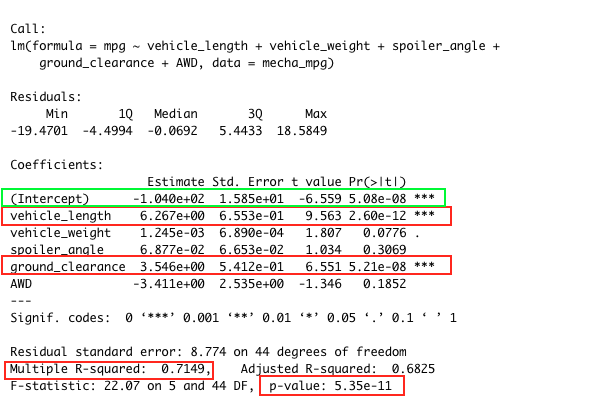 Call:
lm(formula = mpg ~ vehicle_length + vehicle_weight + spoiler_angle +
    ground_clearance + AWD, data = mecha_mpg)
Residuals:
     Min       1Q   Median       3Q      Max
-19.4701  -4.4994  -0.0692   5.4433  18.5849
Coefficients:
                   Estimate Std. Error t value Pr(>|t|)
(Intercept)      -1.040e+02  1.585e+01  -6.559 5.08e-08 ***
vehicle_length    6.267e+00  6.553e-01   9.563 2.60e-12 ***
vehicle_weight    1.245e-03  6.890e-04   1.807   0.0776 .
spoiler_angle     6.877e-02  6.653e-02   1.034   0.3069
ground_clearance  3.546e+00  5.412e-01   6.551 5.21e-08 ***
AWD              -3.411e+00  2.535e+00  -1.346   0.1852
---
Signif. codes:  0 ‘***’ 0.001 ‘**’ 0.01 ‘*’ 0.05 ‘.’ 0.1 ‘ ’ 1
Residual standard error: 8.774 on 44 degrees of freedom
Multiple R-squared:  0.7149,    Adjusted R-squared:  0.6825
F-statistic: 22.07 on 5 and 44 DF,  p-value: 5.35e-11